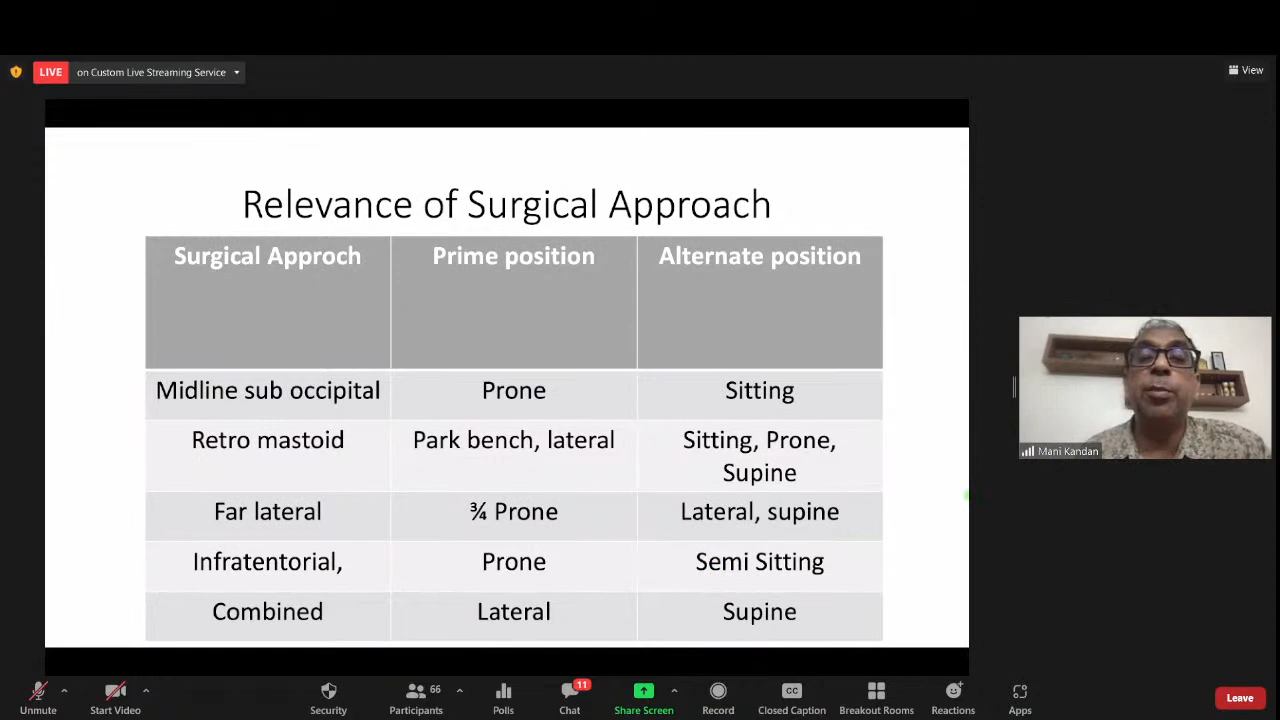 LIVE on Custom Live Streaming Service
View
Relevance of Surgical Approach
Surgical Approch Prime position Alternate position
Midline sub occipital Prone Sitting
Retro mastoid Park bench, lateral Sitting, Prone,
Supine
Far lateral ¾ Prone Lateral, supine
Infratentorial, Prone Semi Sitting
Combined Lateral Supine
Mani Kandan
66 11 CC
Unmute Start Video Security Participants Polls Chat Share Screen Record Closed Caption Breakout Rooms Reactions Apps Leave